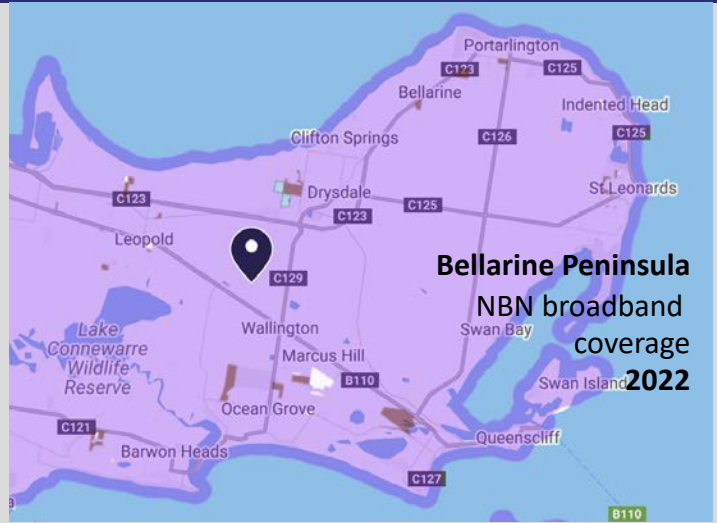 Portarlington
C123
C125
Bellarine
Indented Head
Clifton Springs
C126
C125
Drysdale
St Leonards
C123
C125
C123
Leopold
Bellarine Peninsula
NBN broadband
coverage
2022
C129
Lake
Connewarre
Wildlife
Reserve
Wallington
Swan Bay
Marcus Hill
B110
Swan Island
Ocean Grove
C121
Queenscliff
Barwon Heads
C127
B110